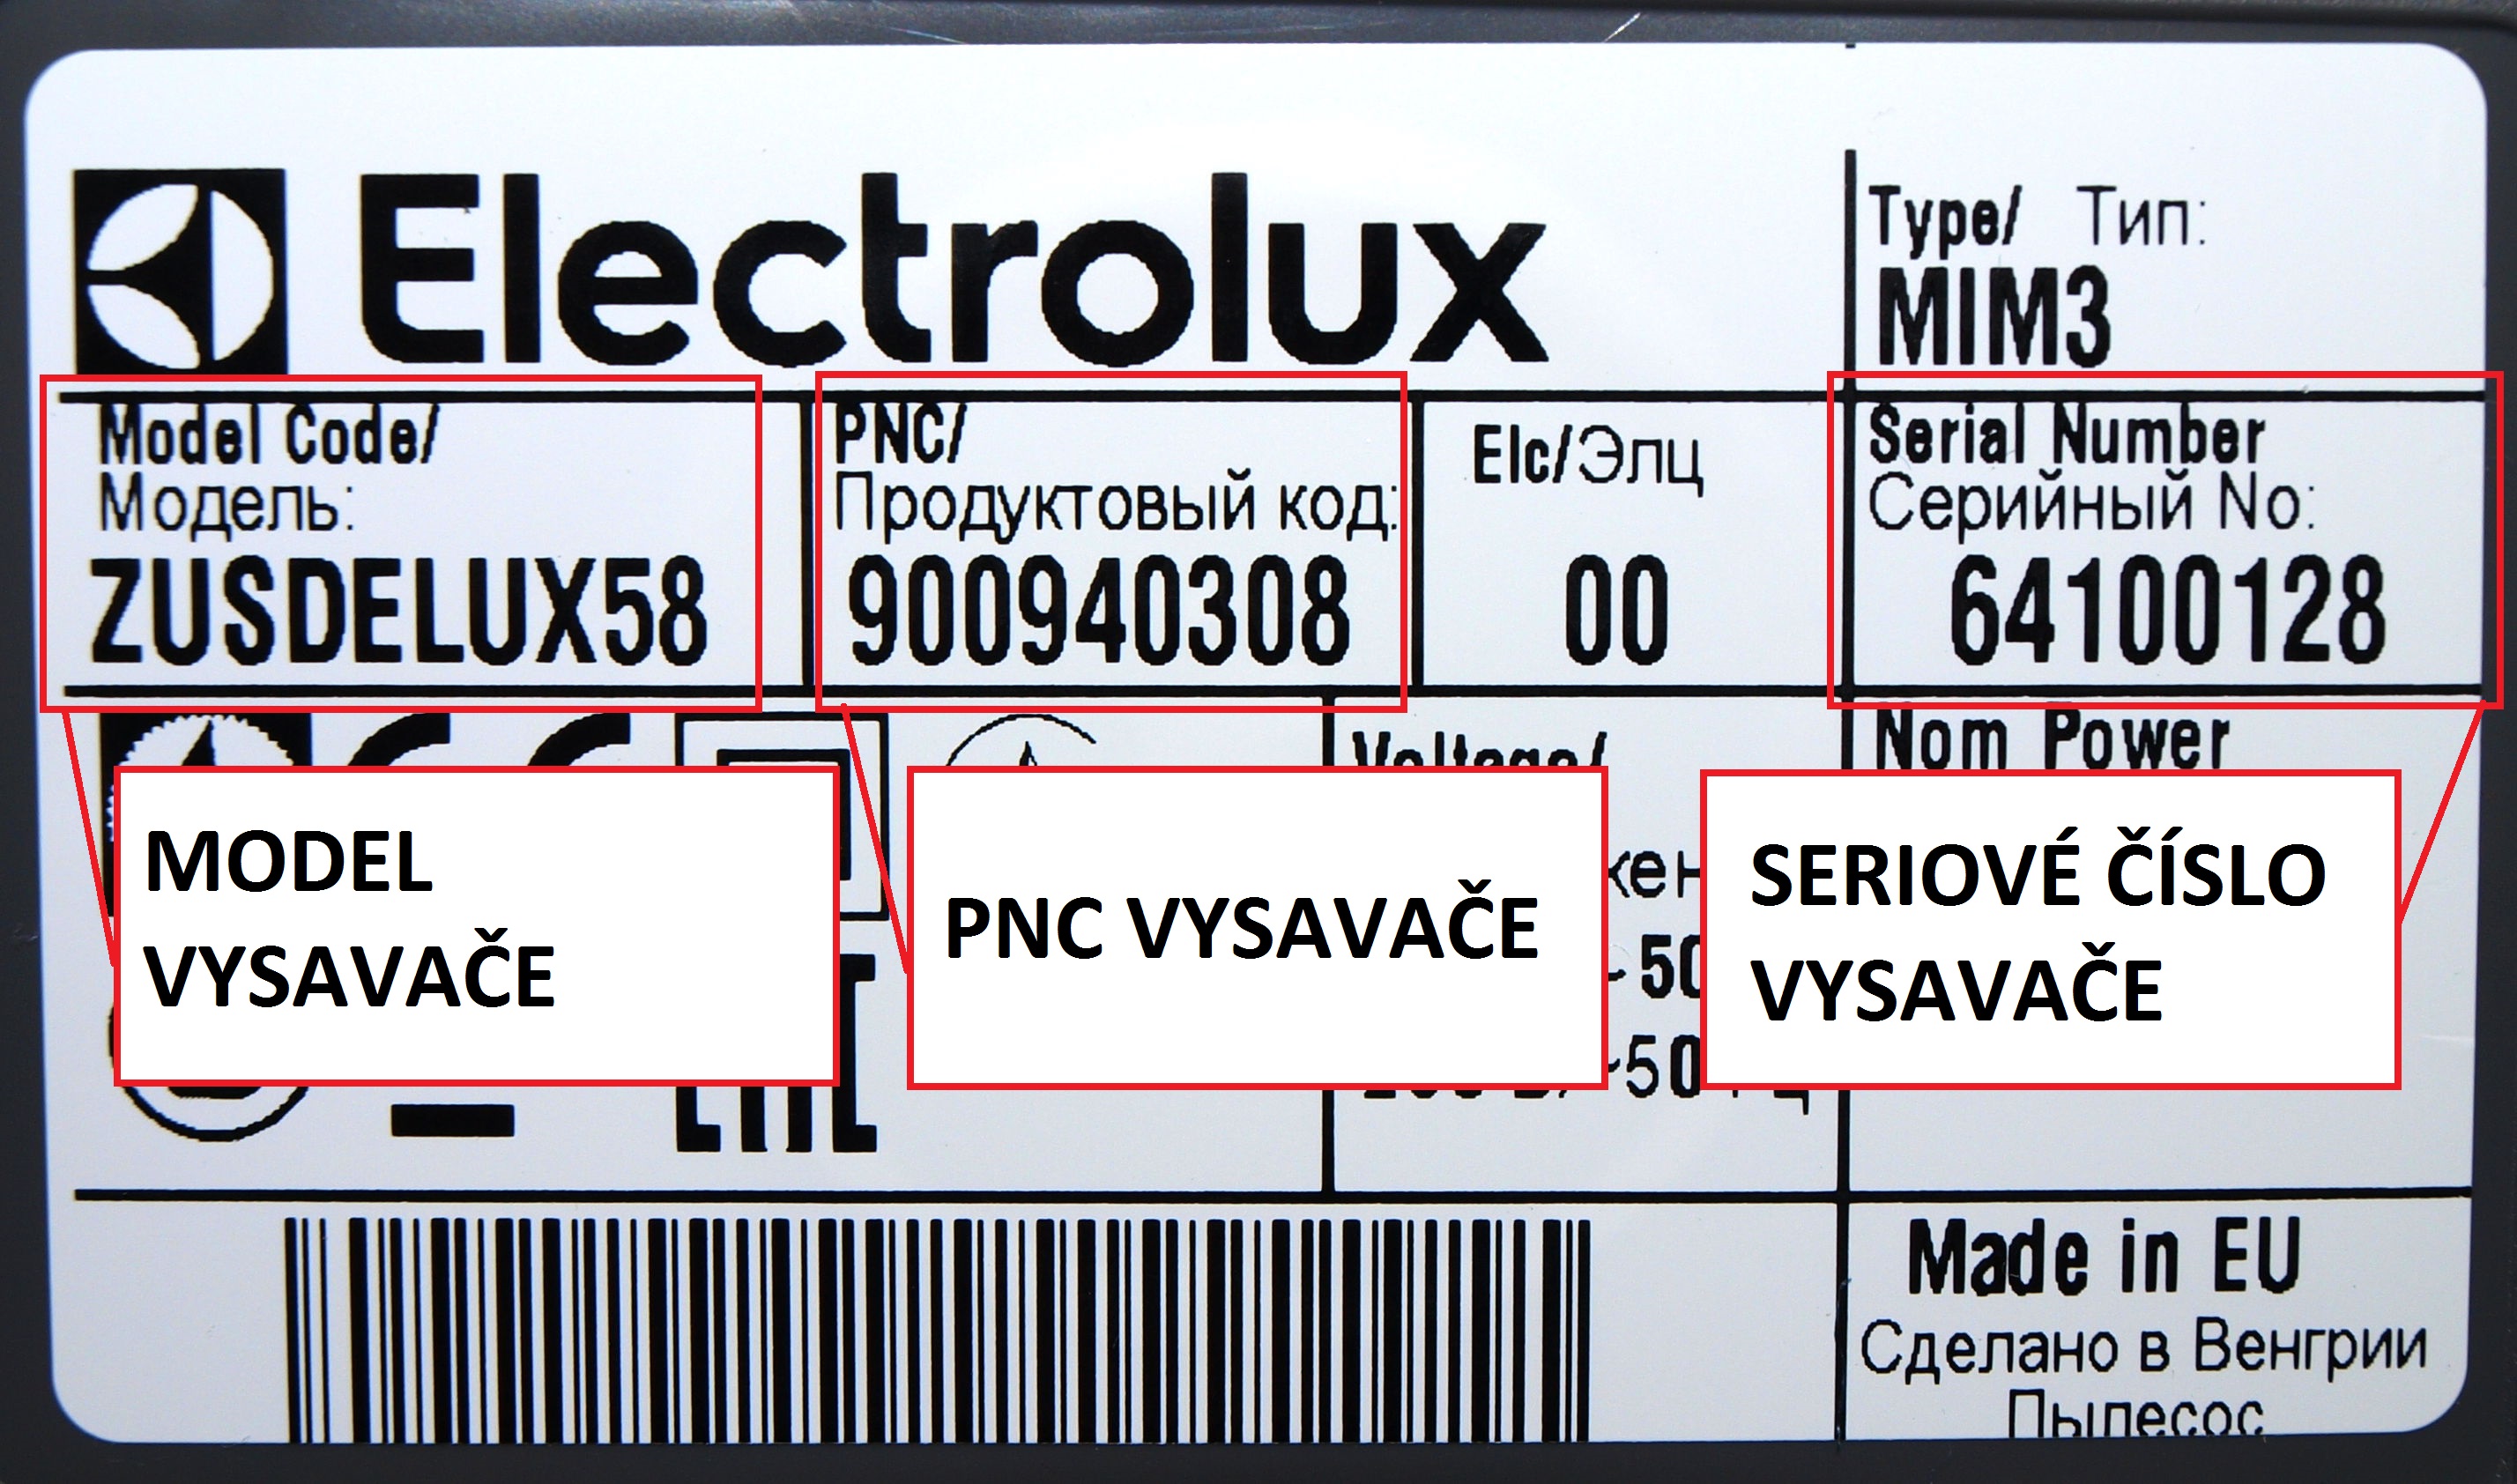 Electrolux
Type/ Тип:
MIM3
Model Code/
Модель:
ZUSDELUX58
PNC/
Продуктовый код:
900940308
Elc/Элц
00
Serial Number
Серийный No:
64100128
Nom Power
MODEL
VYSAVAČE
PNC VYSAVAČE
SERIOVÉ ČÍSLO
VYSAVAČE
Made in EU
Сделано в Венгрии
Пылесос